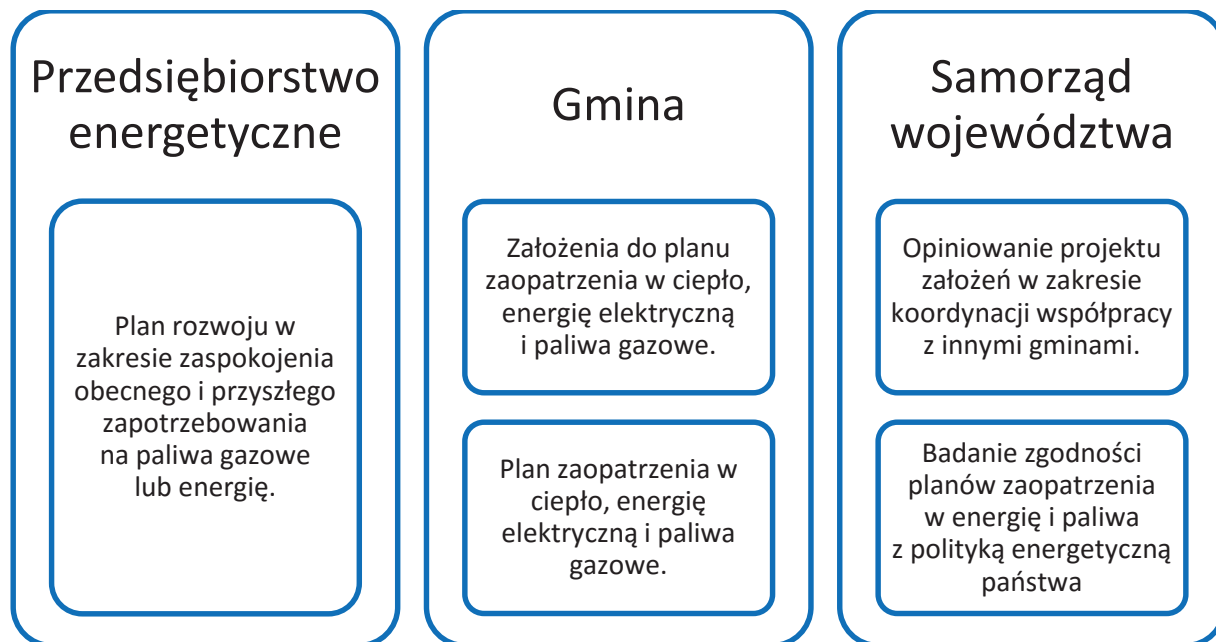 Przedsiębiorstwo
energetyczne
Plan rozwoju w
zakresie zaspokojenia
obecnego i przyszłego
zapotrzebowania
na paliwa gazowe
lub energię.
Gmina
Założenia do planu
zaopatrzenia w ciepło,
energię elektryczną
i paliwa gazowe.
Plan zaopatrzenia w
ciepło, energię
elektryczną i paliwa
gazowe.
Samorząd
województwa
Opiniowanie projektu
założeń w zakresie
koordynacji współpracy
z innymi gminami.
Badanie zgodności
planów zaopatrzenia
w energię i paliwa
z polityką energetyczną
państwa